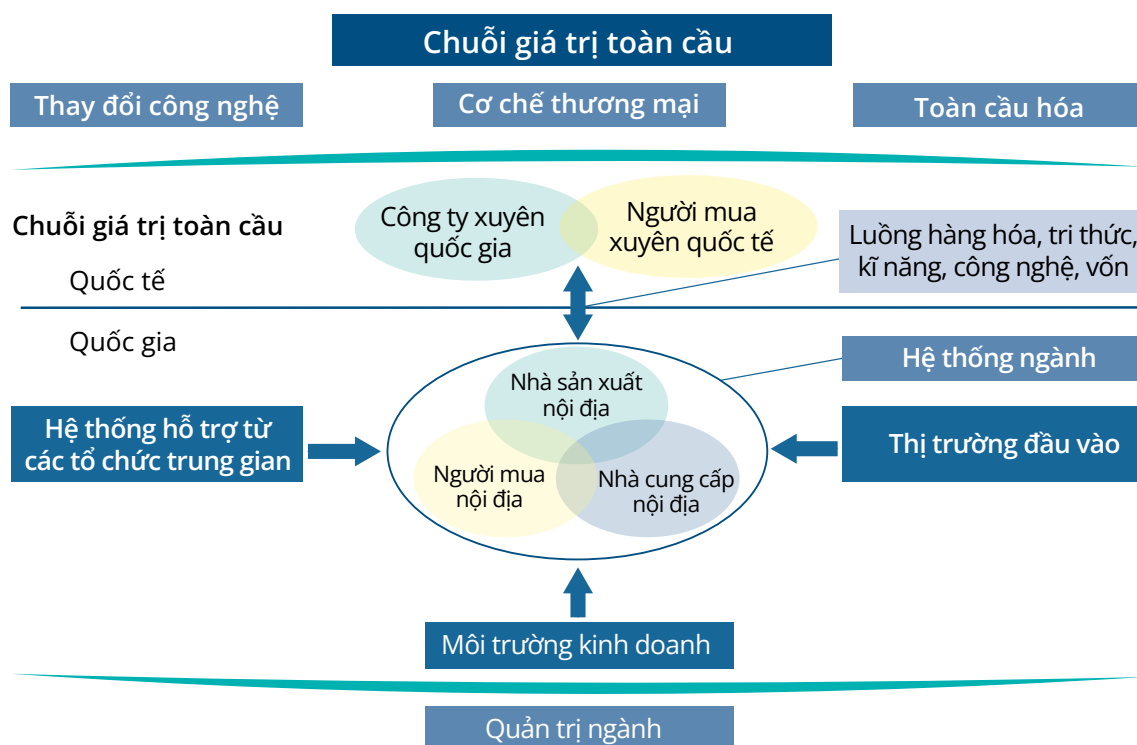 Chuỗi giá trị toàn cầu
Thay đổi công nghệ
Cơ chế thương mại
Toàn cầu hóa
Chuỗi giá trị toàn cầu
Quốc tế
Công ty xuyên
quốc gia
Người mua
xuyên quốc tế
Luồng hàng hóa, tri thức,
kĩ năng, công nghệ, vốn
Quốc gia
Hệ thống ngành
Nhà sản xuất
nội địa
Hệ thống hỗ trợ từ
các tổ chức trung gian
Người mua
nội địa
Nhà cung cấp
nội địa
Thị trường đầu vào
Môi trường kinh doanh
Quản trị ngành